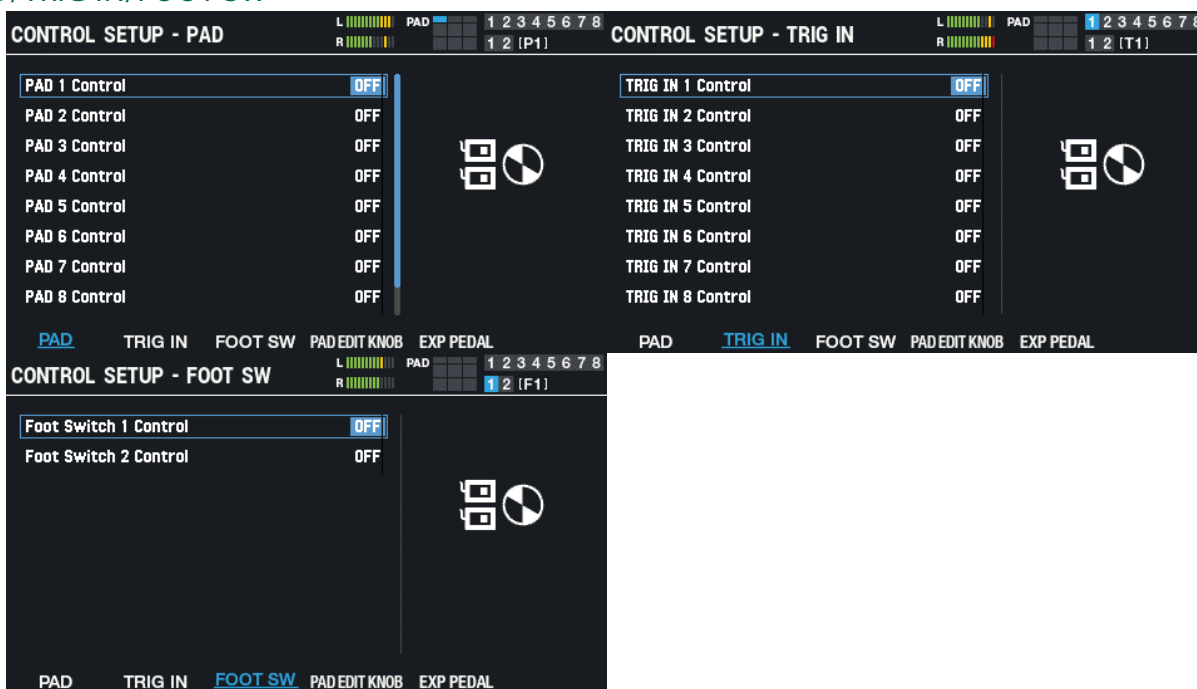 CONTROL SETUP - PAD
L PAD 1 2 3 4 5 6 7 8
R 1 2 [P1]
PAD 1 Control OFF
PAD 2 Control OFF
PAD 3 Control OFF
PAD 4 Control OFF
PAD 5 Control OFF
PAD 6 Control OFF
PAD 7 Control OFF
PAD 8 Control OFF
PAD TRIG IN FOOT SW PAD EDIT KNOB EXP PEDAL
CONTROL SETUP - TRIG IN
L PAD 1 2 3 4 5 6 7 8
R 1 2 [T1]
TRIG IN 1 Control OFF
TRIG IN 2 Control OFF
TRIG IN 3 Control OFF
TRIG IN 4 Control OFF
TRIG IN 5 Control OFF
TRIG IN 6 Control OFF
TRIG IN 7 Control OFF
TRIG IN 8 Control OFF
PAD TRIG IN FOOT SW PAD EDIT KNOB EXP PEDAL
CONTROL SETUP - FOOT SW
L PAD 1 2 3 4 5 6 7 8
R 1 2 [F1]
Foot Switch 1 Control OFF
Foot Switch 2 Control OFF
PAD TRIG IN FOOT SW PAD EDIT KNOB EXP PEDAL